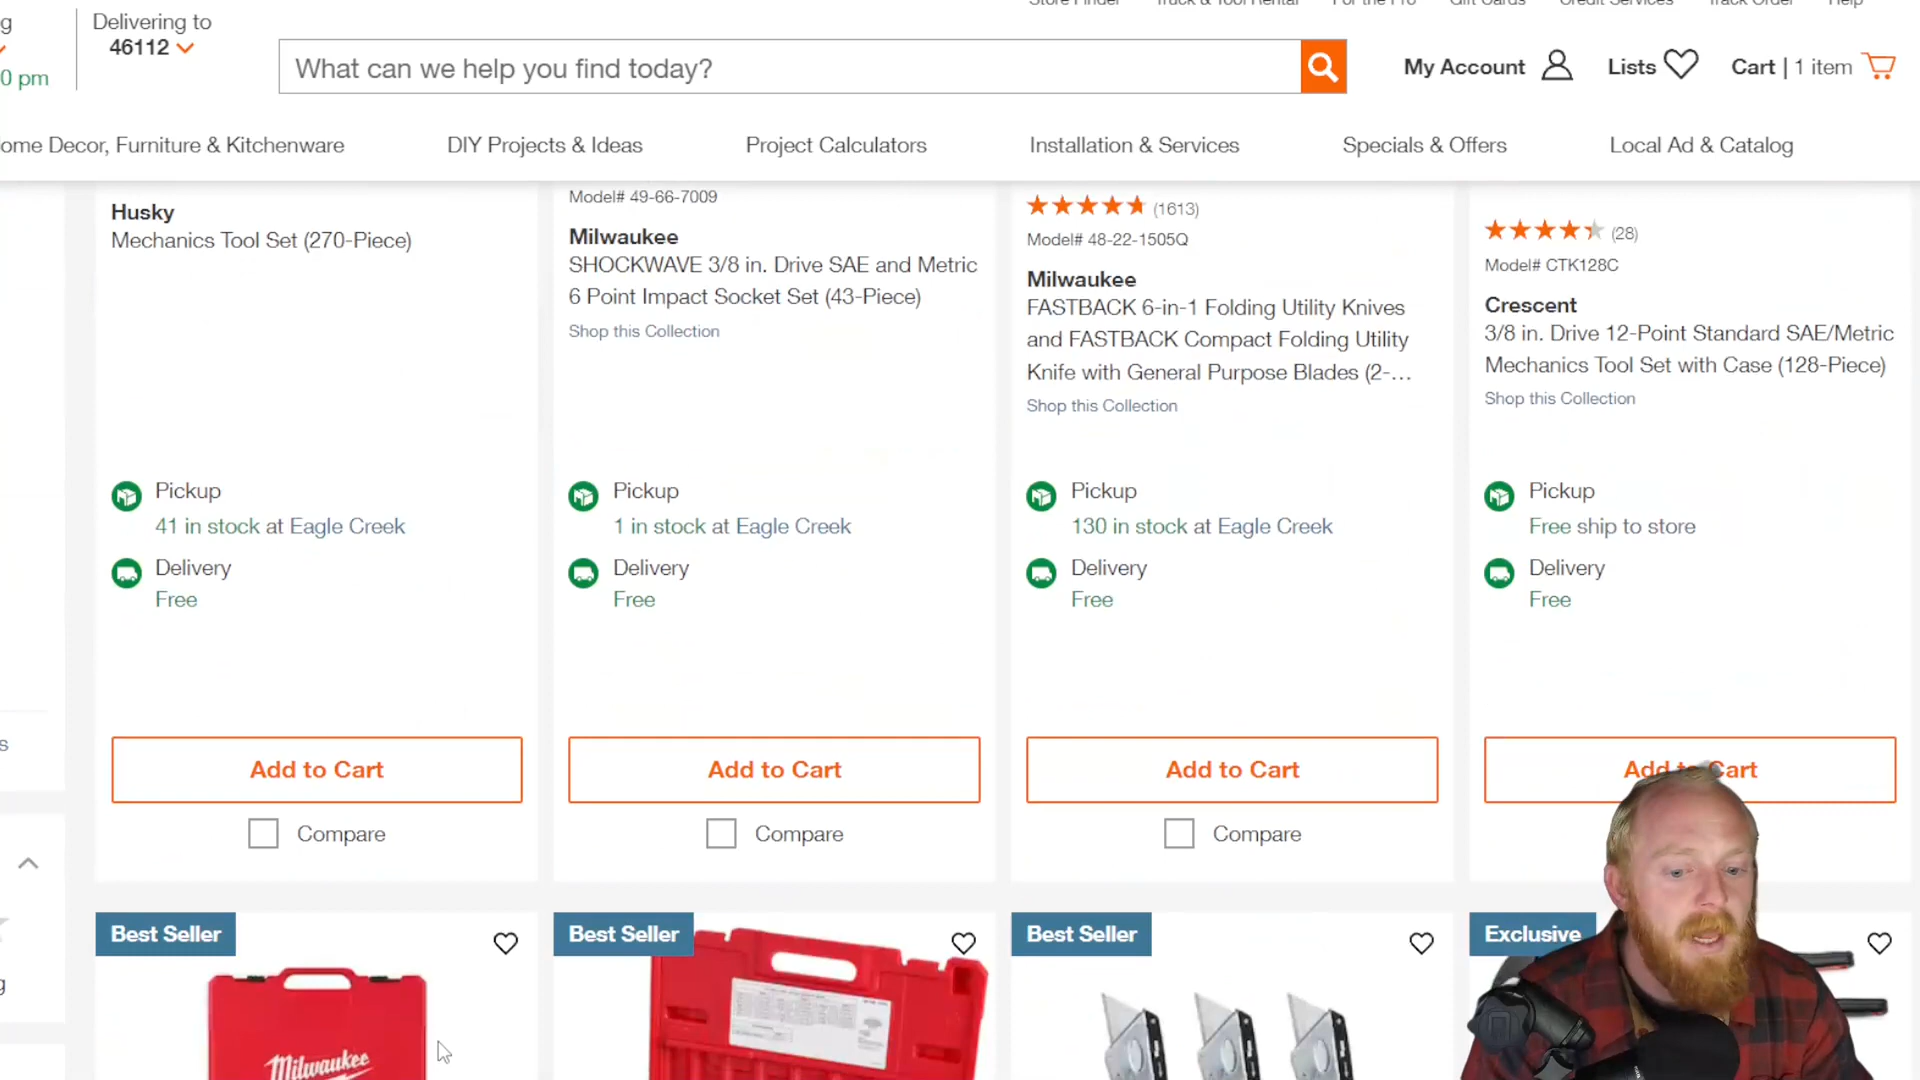 Delivering to
46112
0 pm
What can we help you find today?
My Account
Lists
Cart | 1 item
ome Decor, Furniture & Kitchenware
DIY Projects & Ideas
Project Calculators
Installation & Services
Specials & Offers
Local Ad & Catalog
Husky
Mechanics Tool Set (270-Piece)
Pickup
41 in stock at Eagle Creek
Delivery
Free
Add to Cart
Compare
Model# 49-66-7009
Milwaukee
SHOCKWAVE 3/8 in. Drive SAE and Metric
6 Point Impact Socket Set (43-Piece)
Shop this Collection
Pickup
1 in stock at Eagle Creek
Delivery
Free
Add to Cart
Compare
(1613)
Model# 48-22-1505Q
Milwaukee
FASTBACK 6-in-1 Folding Utility Knives
and FASTBACK Compact Folding Utility
Knife with General Purpose Blades (2-...
Shop this Collection
Pickup
130 in stock at Eagle Creek
Delivery
Free
Add to Cart
Compare
(28)
Model# CTK128C
Crescent
3/8 in. Drive 12-Point Standard SAE/Metric
Mechanics Tool Set with Case (128-Piece)
Shop this Collection
Pickup
Free ship to store
Delivery
Free
Add to Cart
Best Seller
Milwaukee
Best Seller
Best Seller
Exclusive